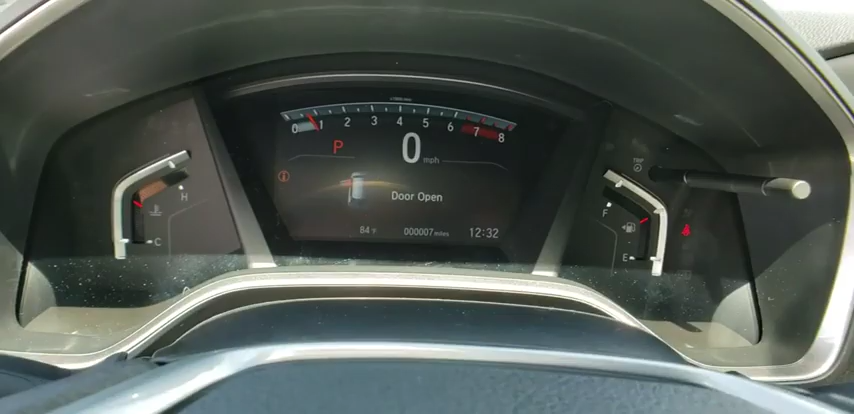 0 1 2 3 4 5 6 7 8
P 0 mph
TRIP
H
Door Open
F
C
84°F 000007 miles 12:32
E